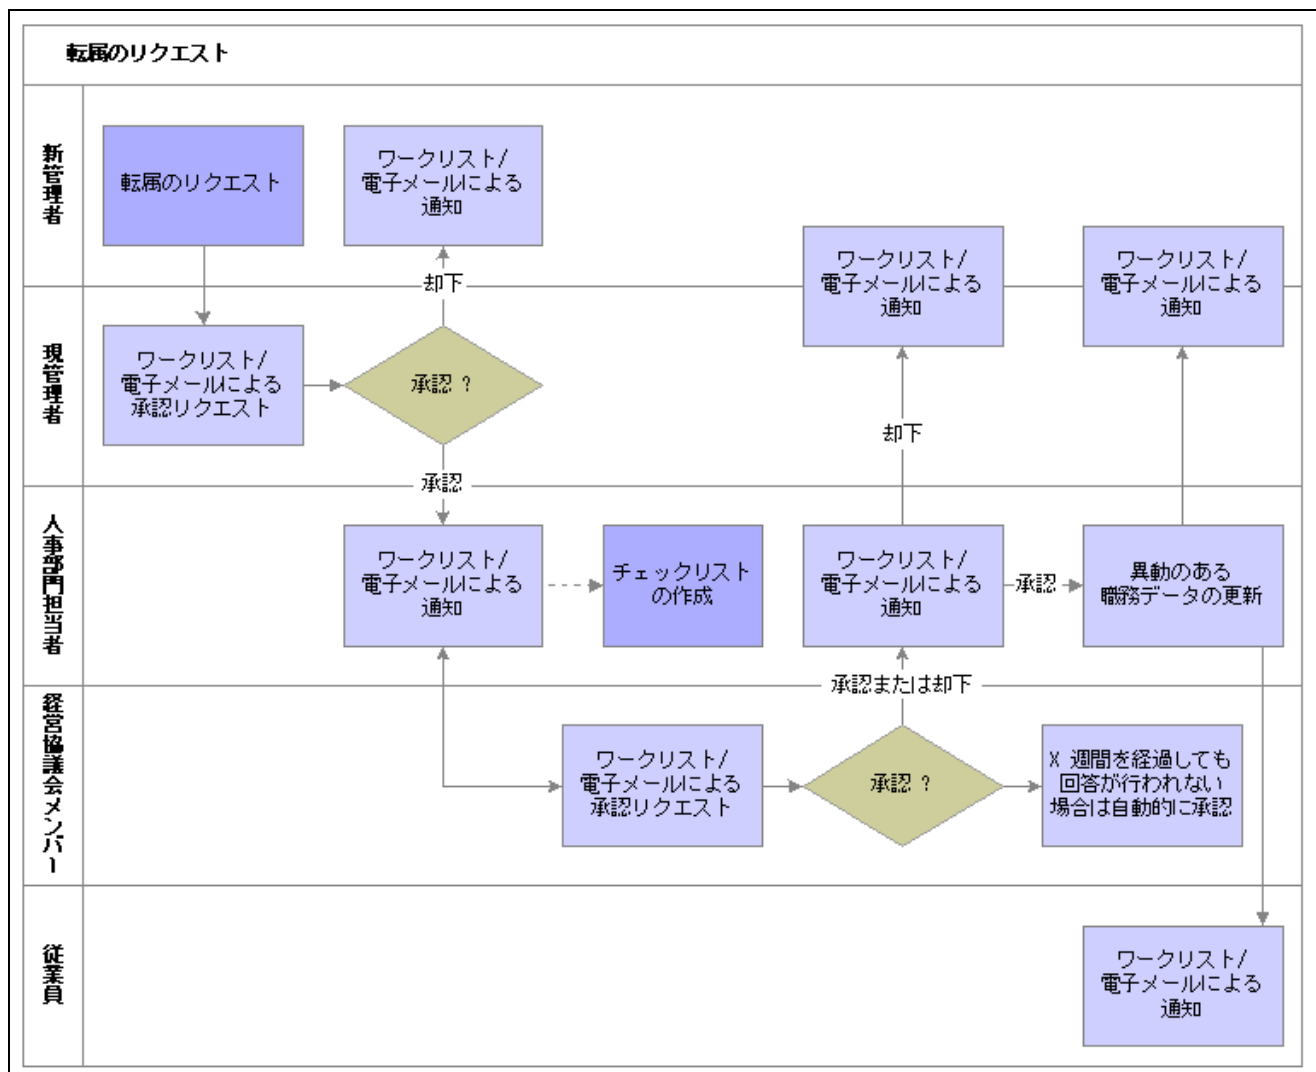 転属のリクエスト
新管理者
転属のリクエスト
ワークリスト/
電子メールによる
通知
却下
ワークリスト/
電子メールによる
通知
ワークリスト/
電子メールによる
通知
現管理者
ワークリスト/
電子メールによる
承認リクエスト
承認 ?
却下
承認
人事部門担当者
ワークリスト/
電子メールによる
通知
チェックリスト
の作成
ワークリスト/
電子メールによる
通知
承認
異動のある
職務データの更新
承認または却下
経営協議会メンバー
ワークリスト/
電子メールによる
承認リクエスト
承認 ?
X 週間を経過しても
回答が行われない
場合は自動的に承認
従業員
ワークリスト/
電子メールによる
通知